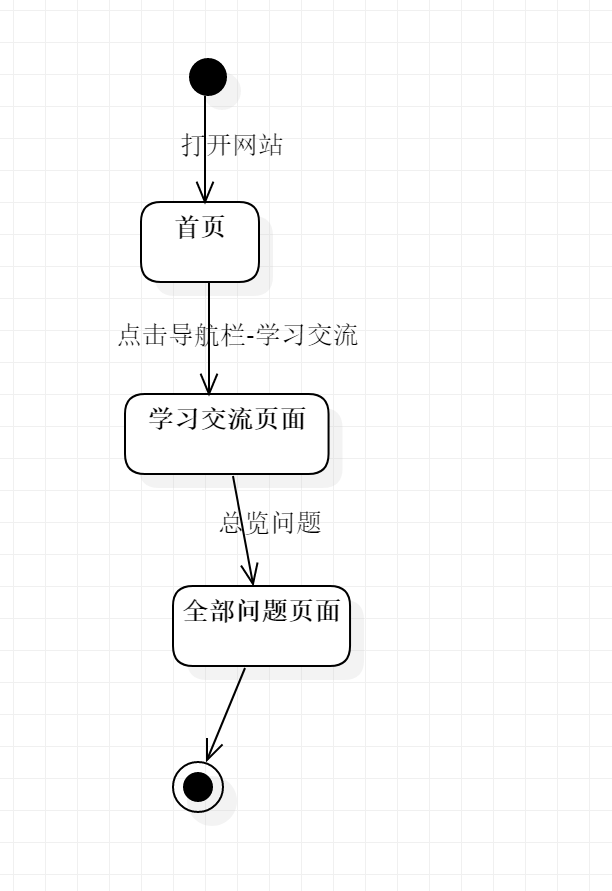 打开网站
首页
点击导航栏-学习交流
学习交流页面
总览问题
全部问题页面